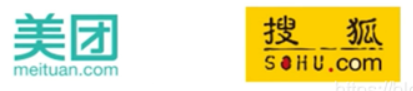 美团
meituan.com
搜 狐
SOHU.com